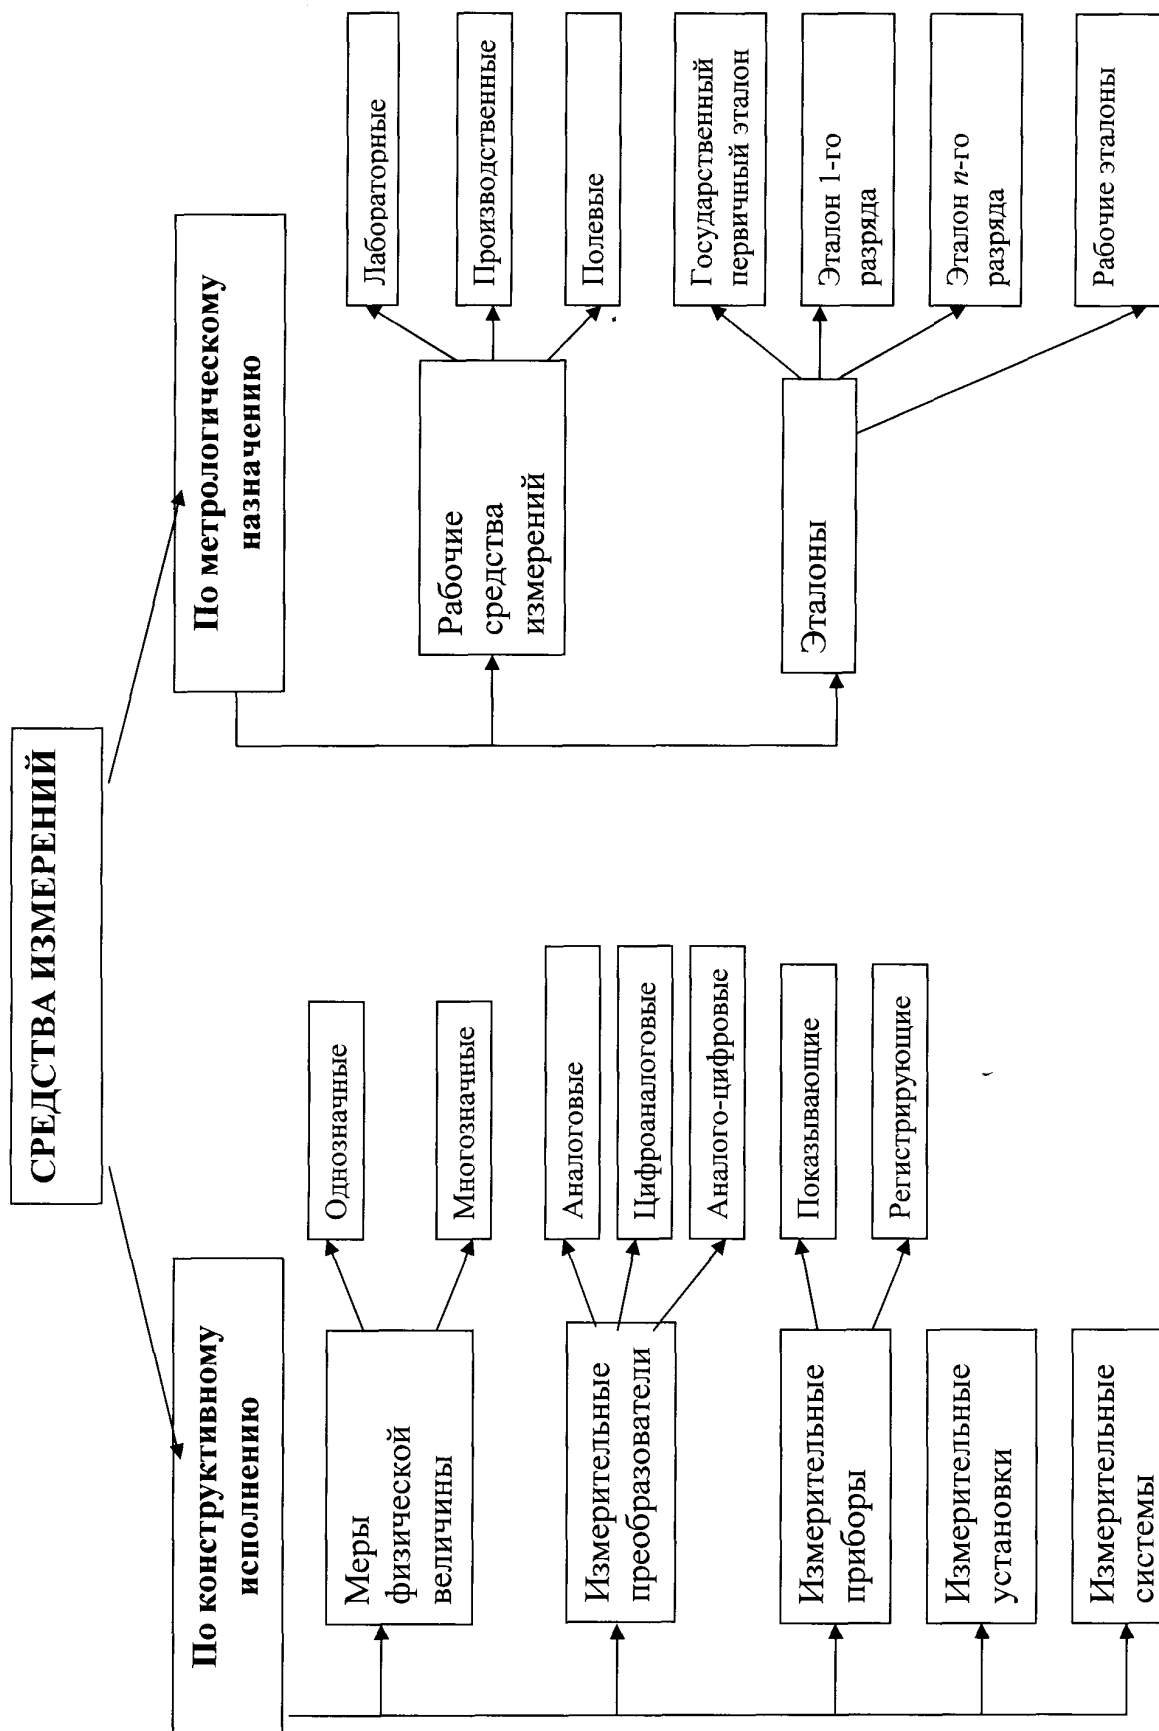 СРЕДСТВА ИЗМЕРЕНИЙ
По конструктивному
исполнению
Меры
физической
величины
Однозначные
Многозначные
Измерительные
преобразователи
Аналоговые
Цифроаналоговые
Аналого-цифровые
Измерительные
приборы
Показывающие
Регистрирующие
Измерительные
установки
Измерительные
системы
По метрологическому
назначению
Рабочие
средства
измерений
Лабораторные
Производственные
Полевые
Эталоны
Государственный
первичный эталон
Эталон 1-го
разряда
Эталон n-го
разряда
Рабочие эталоны